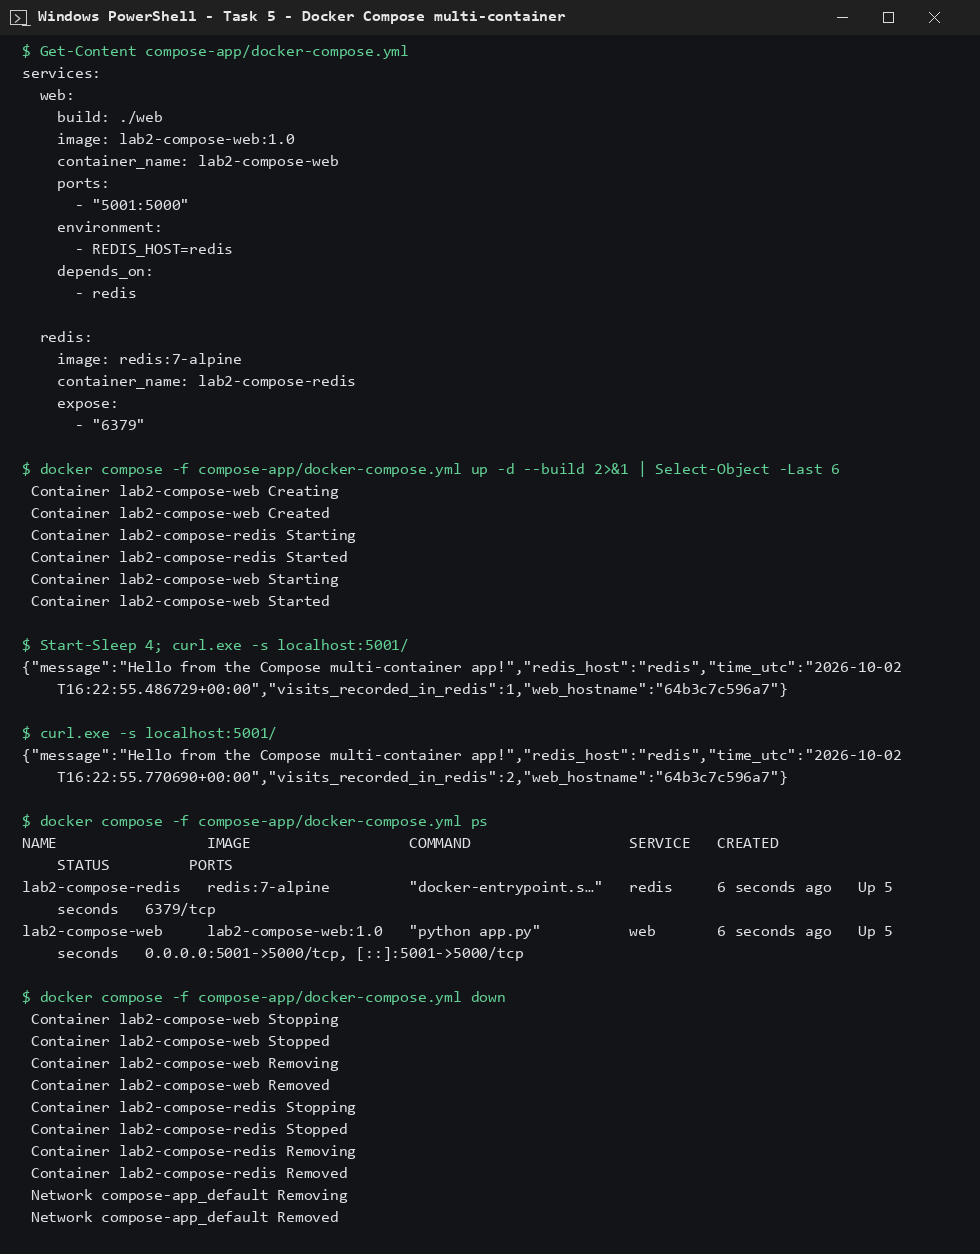 Windows PowerShell - Task 5 - Docker Compose multi-container
$ Get-Content compose-app/docker-compose.yml
services:
  web:
    build: ./web
    image: lab2-compose-web:1.0
    container_name: lab2-compose-web
    ports:
      - "5001:5000"
    environment:
      - REDIS_HOST=redis
    depends_on:
      - redis

  redis:
    image: redis:7-alpine
    container_name: lab2-compose-redis
    expose:
      - "6379"

$ docker compose -f compose-app/docker-compose.yml up -d --build 2>&1 | Select-Object -Last 6
 Container lab2-compose-web Creating
 Container lab2-compose-web Created
 Container lab2-compose-redis Starting
 Container lab2-compose-redis Started
 Container lab2-compose-web Starting
 Container lab2-compose-web Started

$ Start-Sleep 4; curl.exe -s localhost:5001/
{"message":"Hello from the Compose multi-container app!","redis_host":"redis","time_utc":"2026-10-02
    T16:22:55.486729+00:00","visits_recorded_in_redis":1,"web_hostname":"64b3c7c596a7"}

$ curl.exe -s localhost:5001/
{"message":"Hello from the Compose multi-container app!","redis_host":"redis","time_utc":"2026-10-02
    T16:22:55.770690+00:00","visits_recorded_in_redis":2,"web_hostname":"64b3c7c596a7"}

$ docker compose -f compose-app/docker-compose.yml ps
NAME                 IMAGE                  COMMAND                  SERVICE   CREATED
    STATUS         PORTS
lab2-compose-redis   redis:7-alpine         "docker-entrypoint.s…"   redis     6 seconds ago   Up 5
    seconds   6379/tcp
lab2-compose-web     lab2-compose-web:1.0   "python app.py"          web       6 seconds ago   Up 5
    seconds   0.0.0.0:5001->5000/tcp, [::]:5001->5000/tcp

$ docker compose -f compose-app/docker-compose.yml down
 Container lab2-compose-web Stopping
 Container lab2-compose-web Stopped
 Container lab2-compose-web Removing
 Container lab2-compose-web Removed
 Container lab2-compose-redis Stopping
 Container lab2-compose-redis Stopped
 Container lab2-compose-redis Removing
 Container lab2-compose-redis Removed
 Network compose-app_default Removing
 Network compose-app_default Removed